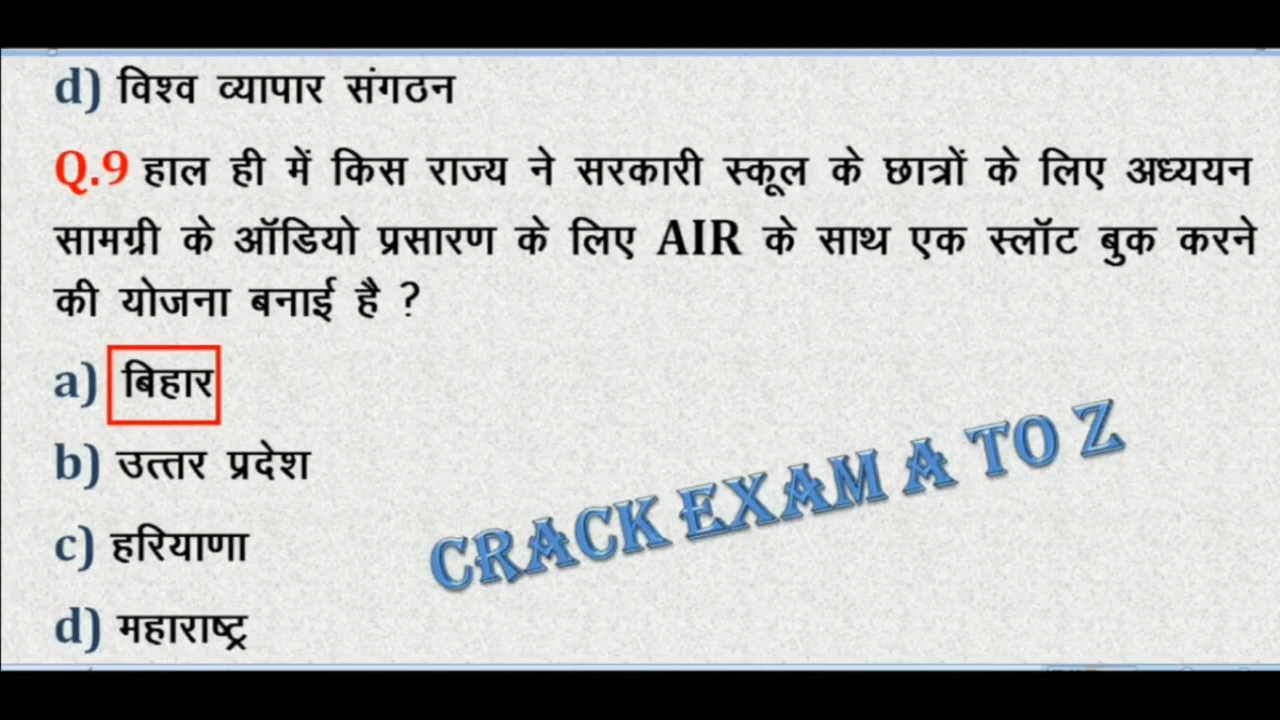 d) विश्व व्यापार संगठन
Q.9 हाल ही में किस राज्य ने सरकारी स्कूल के छात्रों के लिए अध्ययन
सामग्री के ऑडियो प्रसारण के लिए AIR के साथ एक स्लॉट बुक करने
की योजना बनाई है ?
a) बिहार
b) उत्तर प्रदेश
c) हरियाणा
d) महाराष्ट्र
CRACK EXAM A TO Z